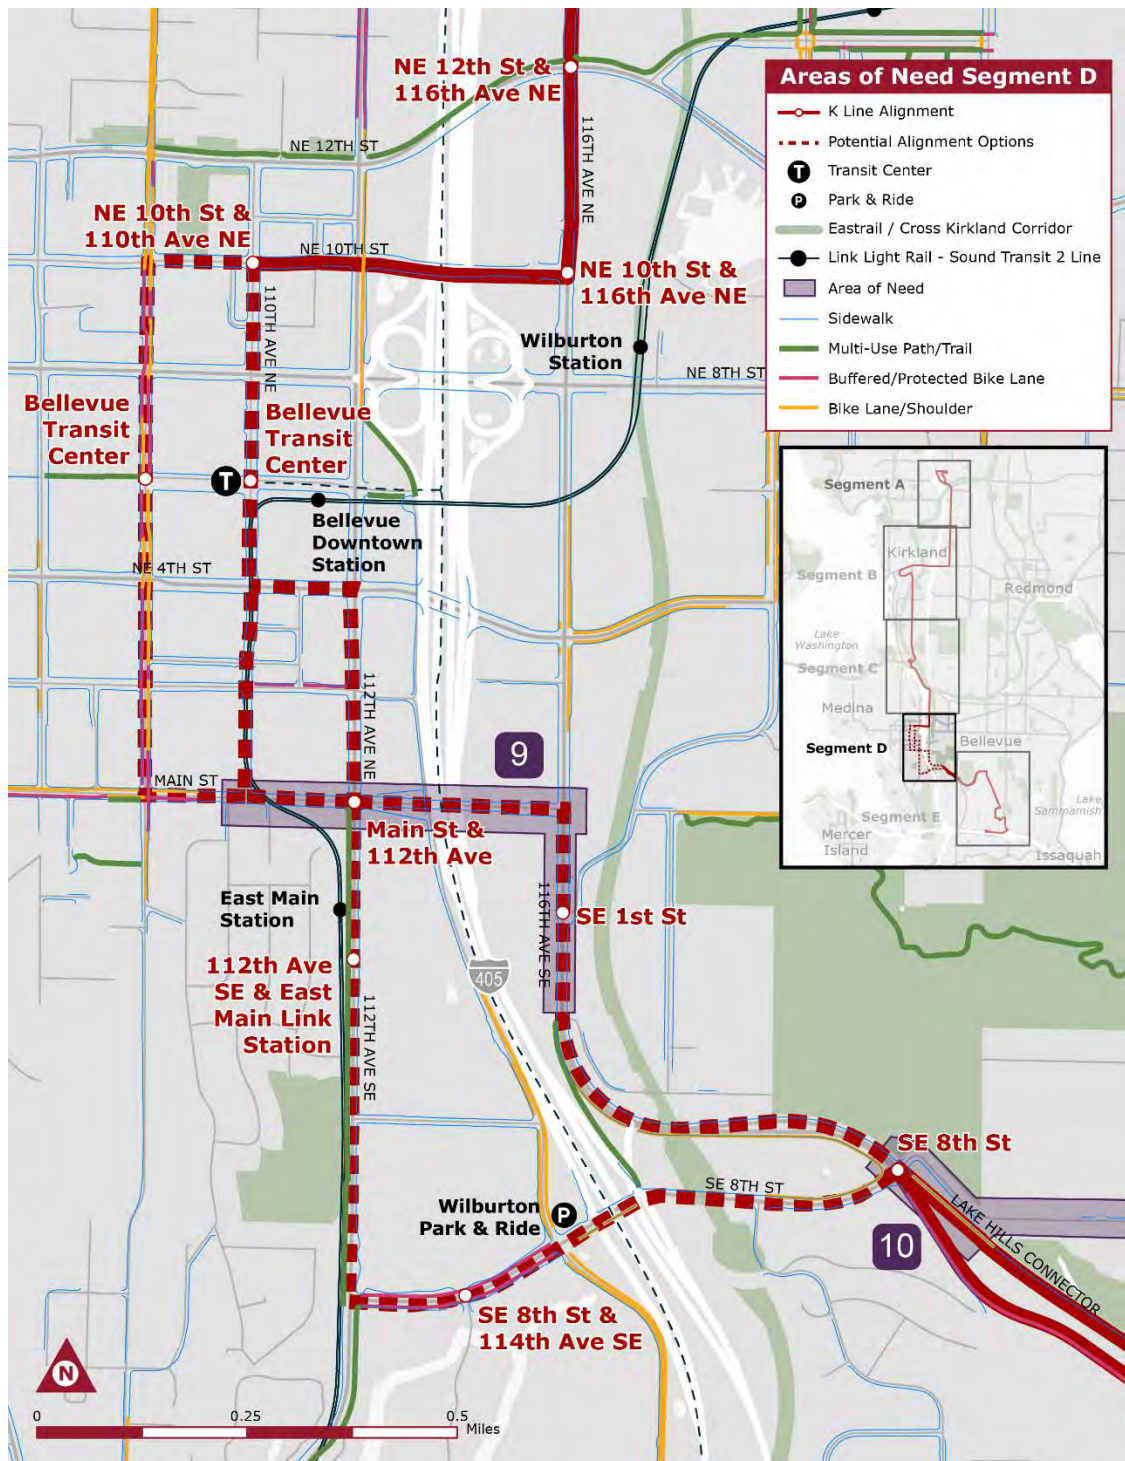 NE 12th St &
116th Ave NE
Areas of Need Segment D
K Line Alignment
Potential Alignment Options
T
Transit Center
P
Park & Ride
Eastrail / Cross Kirkland Corridor
Link Light Rail - Sound Transit 2 Line
Area of Need
Sidewalk
Multi-Use Path/Trail
Buffered/Protected Bike Lane
Bike Lane/Shoulder
NE 12TH ST
116TH AVE NE
NE 10th St &
110th Ave NE
NE 10TH ST
NE 10th St &
116th Ave NE
110TH AVE NE
Wilburton
Station
NE 8TH ST
Bellevue
Transit
Center
Bellevue
Transit
Center
T
Bellevue
Downtown
Station
NE 4TH ST
112TH AVE NE
9
MAIN ST
Main St &
112th Ave
116TH AVE SE
East Main
Station
SE 1st St
112th Ave
SE & East
Main Link
Station
405
112TH AVE SE
SE 8th St
SE 8TH ST
Wilburton
Park & Ride
P
10
LAKE HILLS CONNECTOR
SE 8th St &
114th Ave SE
Segment A
Kirkland
Segment B
Redmond
Lake
Washington
Segment C
Medina
Segment D
Bellevue
Lake
Sammamish
Segment E
Mercer
Island
Issaquah
N
0
0.25
0.5
Miles